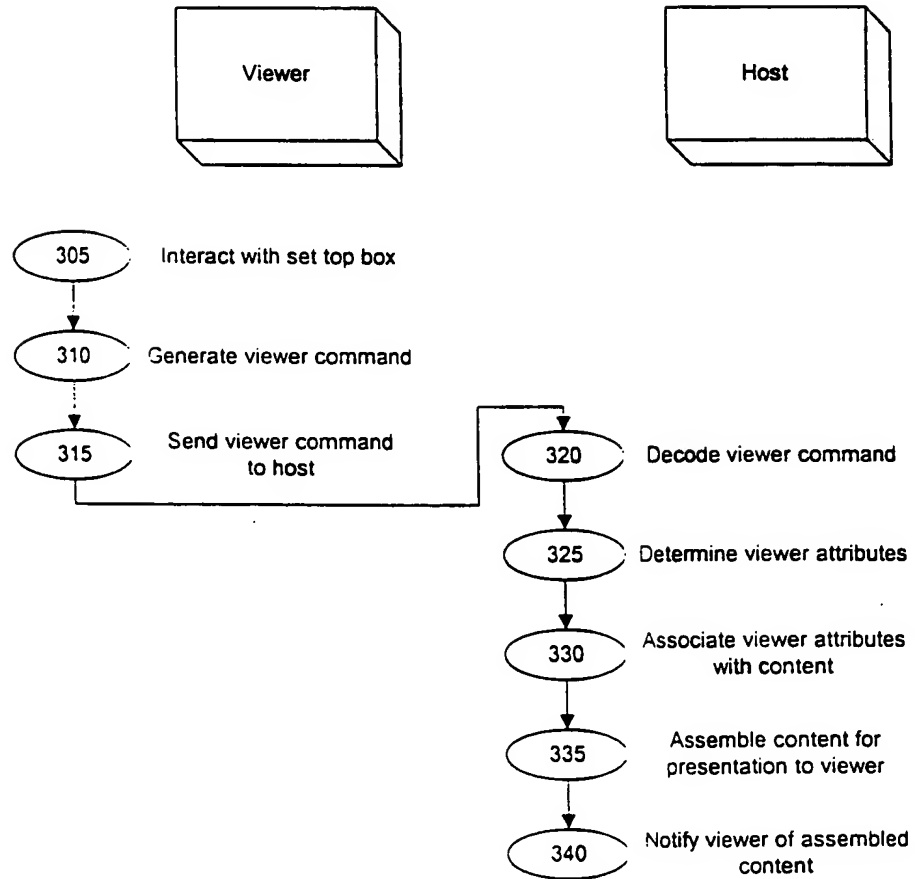 Viewer
Host
305
Interact with set top box
310
Generate viewer command
315
Send viewer command
to host
320
Decode viewer command
325
Determine viewer attributes
330
Associate viewer attributes
with content
335
Assemble content for
presentation to viewer
340
Notify viewer of assembled
content